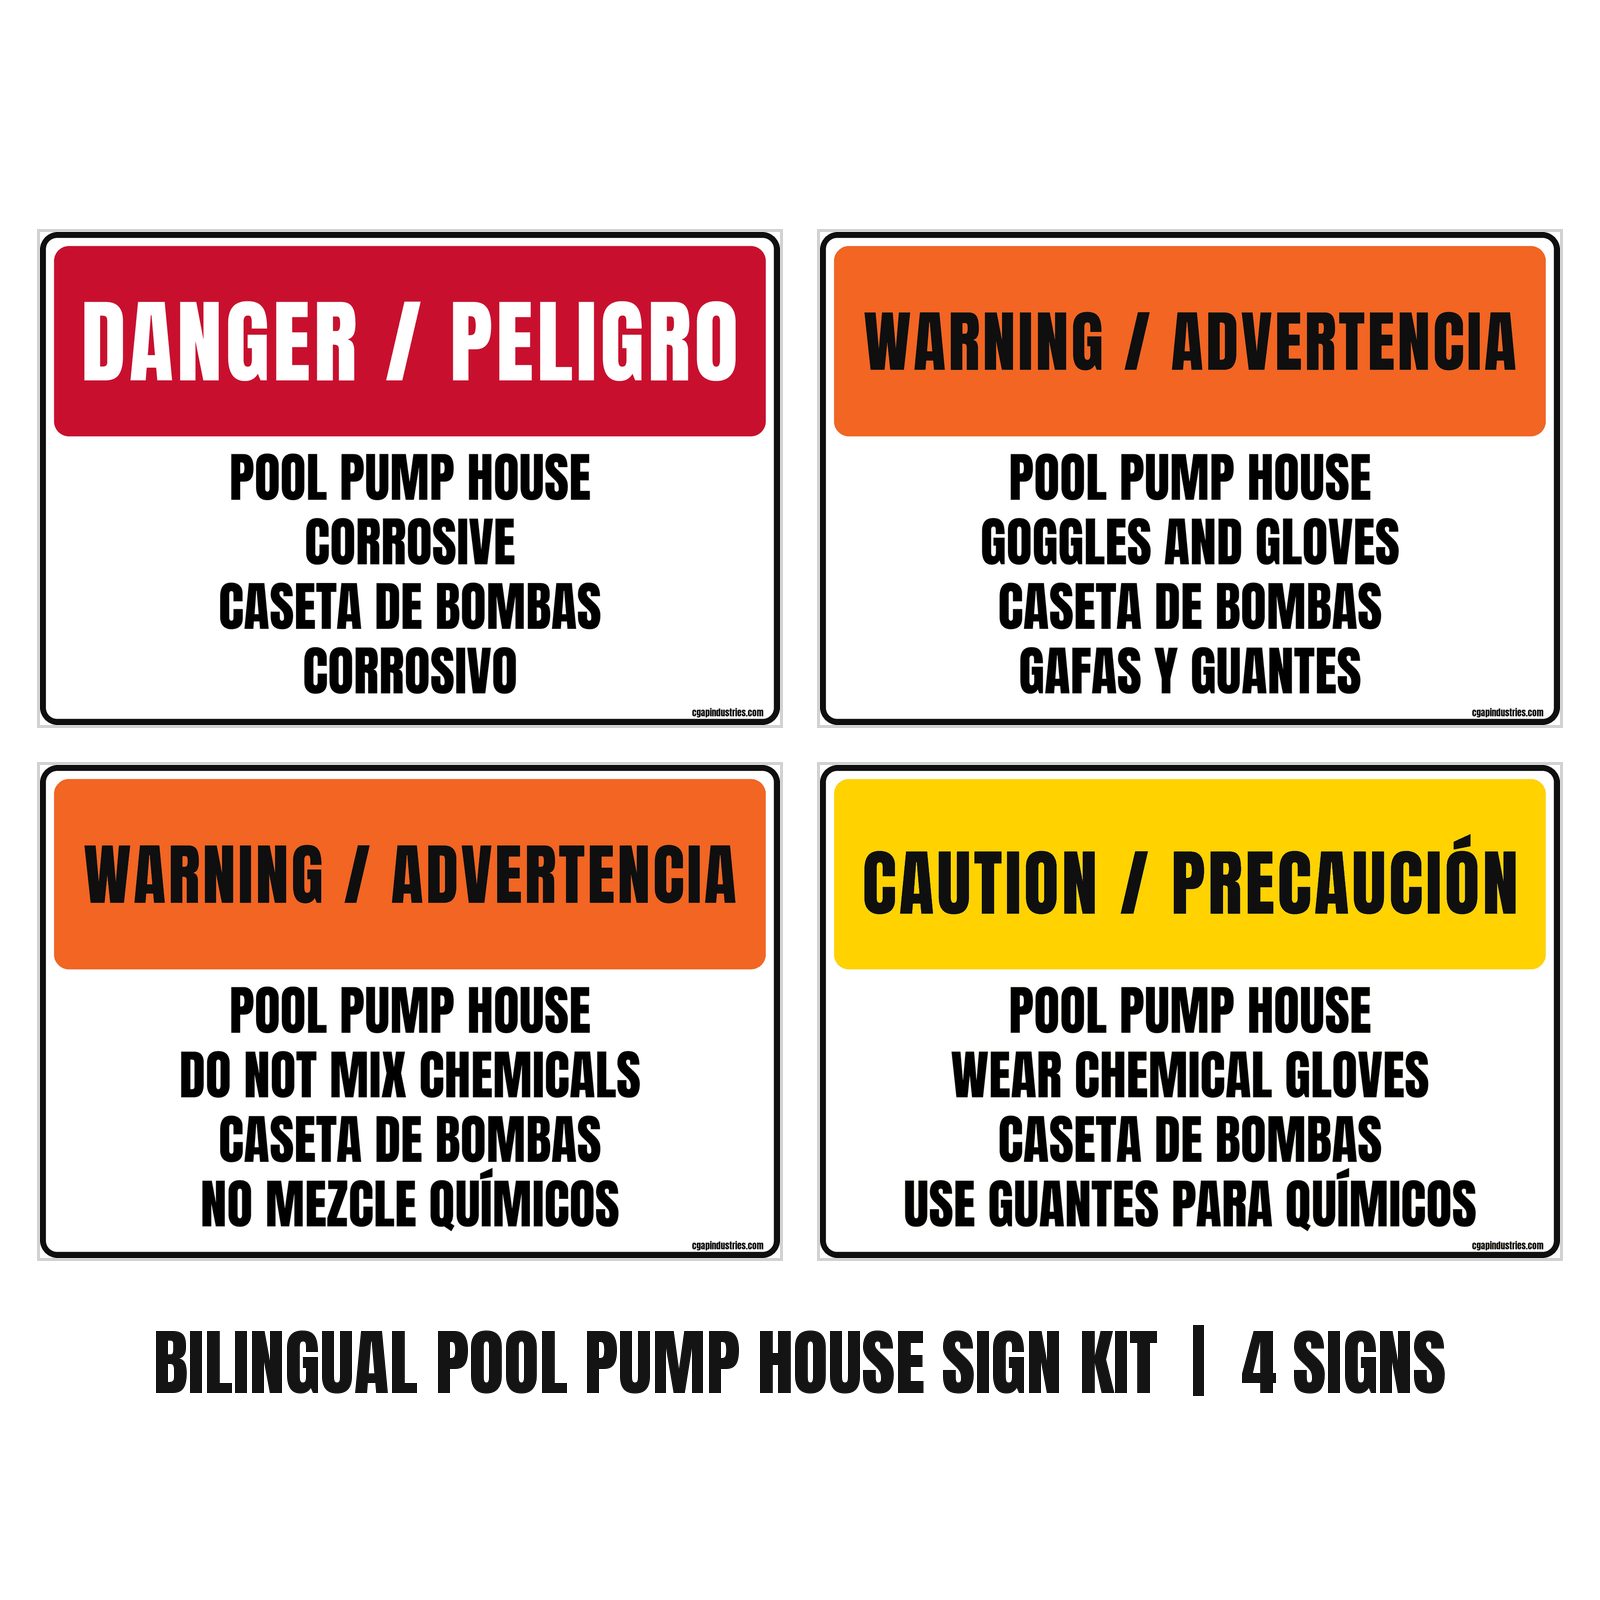 DANGER / PELIGRO
POOL PUMP HOUSE
CORROSIVE
CASETA DE BOMBAS
CORROSIVO
cgapindustries.com
WARNING / ADVERTENCIA
POOL PUMP HOUSE
GOGGLES AND GLOVES
CASETA DE BOMBAS
GAFAS Y GUANTES
cgapindustries.com
WARNING / ADVERTENCIA
POOL PUMP HOUSE
DO NOT MIX CHEMICALS
CASETA DE BOMBAS
NO MEZCLE QUÍMICOS
cgapindustries.com
CAUTION / PRECAUCIÓN
POOL PUMP HOUSE
WEAR CHEMICAL GLOVES
CASETA DE BOMBAS
USE GUANTES PARA QUÍMICOS
cgapindustries.com
BILINGUAL POOL PUMP HOUSE SIGN KIT | 4 SIGNS